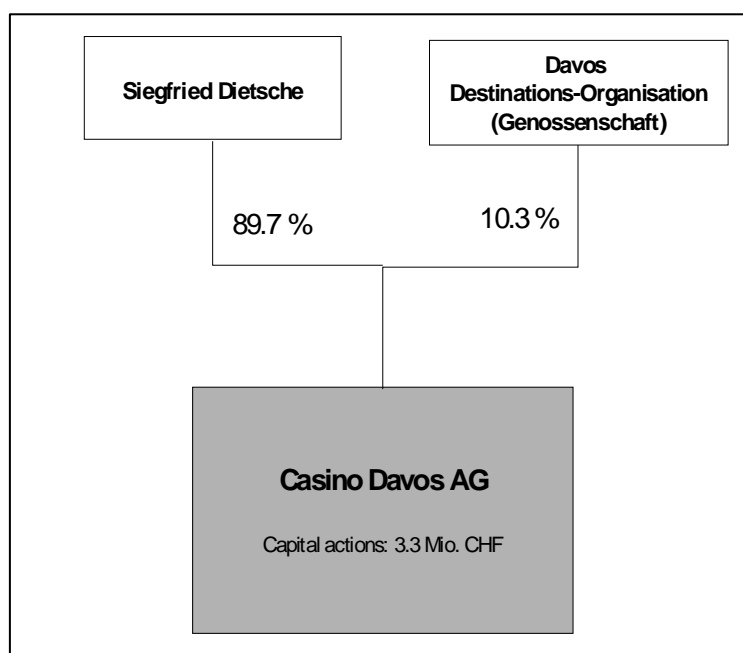 Siegfried Dietsche
Davos
Destinations-Organisation
(Genossenschaft)
89.7 %
10.3 %
Casino Davos AG
Capital actions: 3.3 Mio. CHF